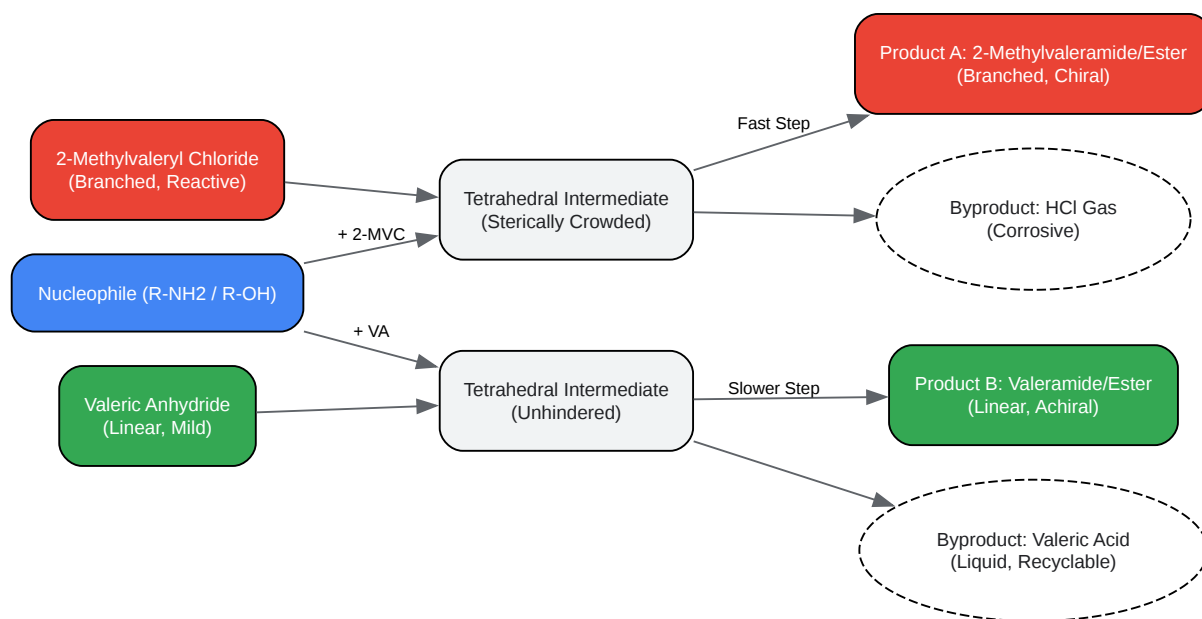 Product A: 2-Methylvaleramide/Ester
(Branched, Chiral)
Fast Step
2-Methylvaleryl Chloride
(Branched, Reactive)
Tetrahedral Intermediate
(Sterically Crowded)
Byproduct: HCl Gas
(Corrosive)
+ 2-MVC
Nucleophile (R-NH2 / R-OH)
+ VA
Tetrahedral Intermediate
(Unhindered)
Slower Step
Product B: Valeramide/Ester
(Linear, Achiral)
Valeric Anhydride
(Linear, Mild)
Byproduct: Valeric Acid
(Liquid, Recyclable)